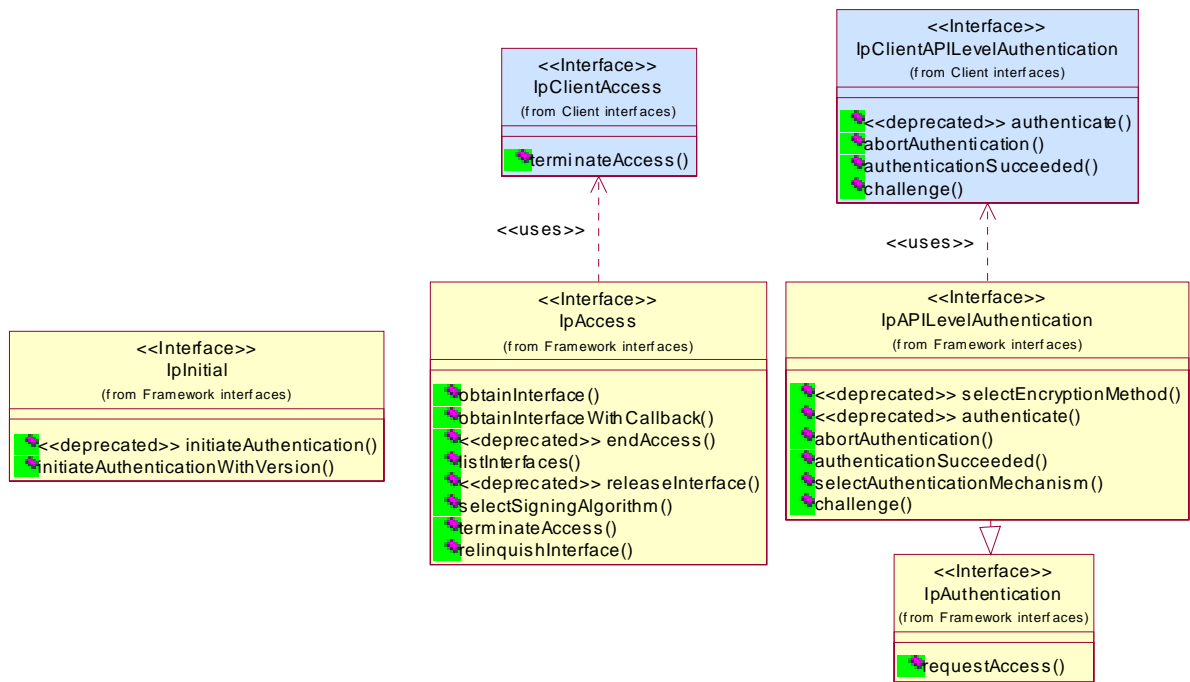 <<Interface>>
IpClientAccess
(from Client interfaces)
terminateAccess()
<<Interface>>
IpClientAPILevelAuthentication
(from Client interfaces)
<<deprecated>> authenticate()
abortAuthentication()
authenticationSucceeded()
challenge()
<<uses>>
<<uses>>
<<Interface>>
IpInitial
(from Framework interfaces)
<<deprecated>> initiateAuthentication()
initiateAuthenticationWithVersion()
<<Interface>>
IpAccess
(from Framework interfaces)
obtainInterface()
obtainInterfaceWithCallback()
<<deprecated>> endAccess()
listInterfaces()
<<deprecated>> releaseInterface()
selectSigningAlgorithm()
terminateAccess()
relinquishInterface()
<<Interface>>
IpAPILevelAuthentication
(from Framework interfaces)
<<deprecated>> selectEncryptionMethod()
<<deprecated>> authenticate()
abortAuthentication()
authenticationSucceeded()
selectAuthenticationMechanism()
challenge()
<<Interface>>
IpAuthentication
(from Framework interfaces)
requestAccess()